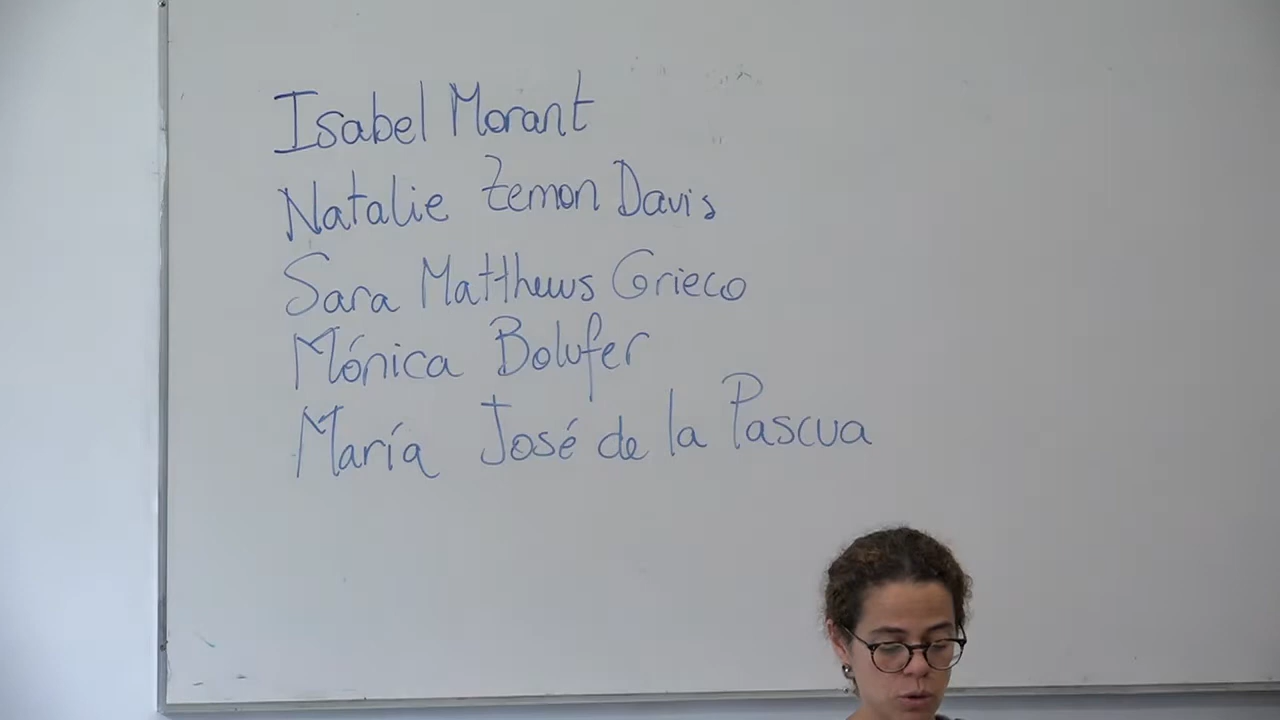 Isabel Morant
Natalie Zemon Davis
Sara Matthews Grieco
Mónica Bolufer
María José de la Pascua